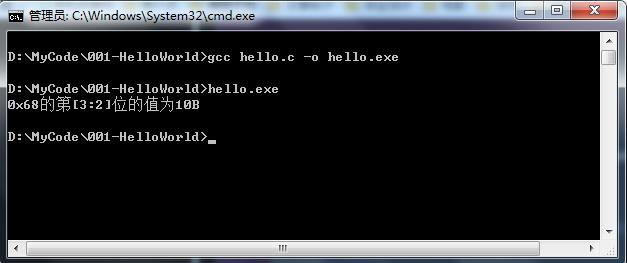 管理员: C:\Windows\System32\cmd.exe
D:\MyCode\001-HelloWorld>gcc hello.c -o hello.exe
D:\MyCode\001-HelloWorld>hello.exe
0x68的第[3:2]位的值为10B
D:\MyCode\001-HelloWorld>